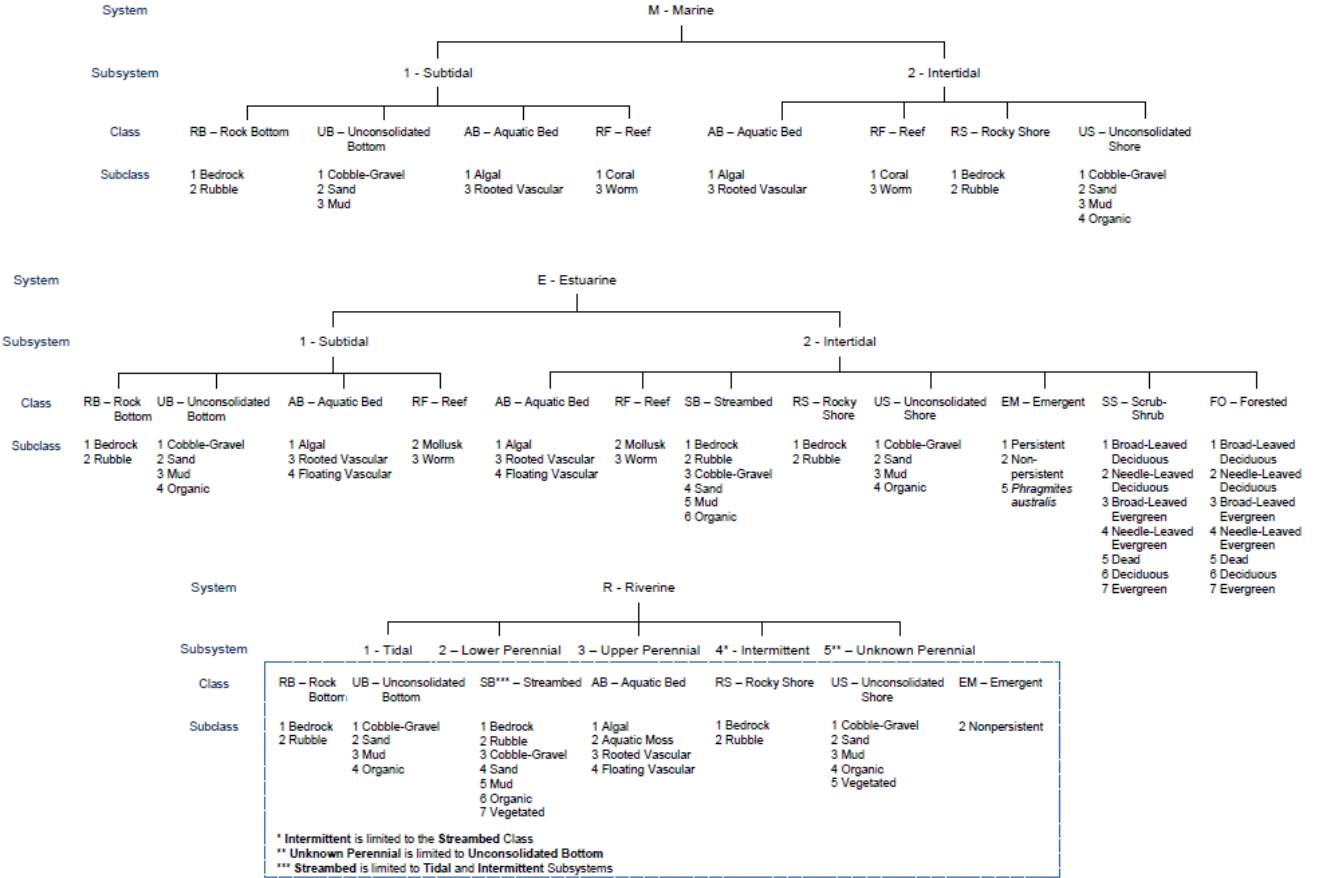 System M - Marine
Subsystem 1 - Subtidal 2 - Intertidal
Class RB – Rock Bottom UB – Unconsolidated AB – Aquatic Bed RF – Reef AB – Aquatic Bed RF – Reef RS – Rocky Shore US – Unconsolidated
Bottom Shore
Subclass 1 Bedrock 1 Cobble-Gravel 1 Algal 1 Coral 1 Algal 1 Coral 1 Bedrock 1 Cobble-Gravel
2 Rubble 2 Sand 3 Rooted Vascular 3 Worm 3 Rooted Vascular 3 Worm 2 Rubble 2 Sand
3 Mud 3 Mud
4 Organic
System E - Estuarine
Subsystem 1 - Subtidal 2 - Intertidal
Class RB – Rock UB – Unconsolidated AB – Aquatic Bed RF – Reef AB – Aquatic Bed RF – Reef SB – Streambed RS – Rocky US – Unconsolidated EM – Emergent SS – Scrub- FO – Forested
Bottom Bottom Shore Shore Shrub
Subclass 1 Bedrock 1 Cobble-Gravel 1 Algal 2 Mollusk 1 Algal 2 Mollusk 1 Bedrock 1 Bedrock 1 Cobble-Gravel 1 Persistent 1 Broad-Leaved 1 Broad-Leaved
2 Rubble 2 Sand 3 Rooted Vascular 3 Worm 3 Rooted Vascular 3 Worm 2 Rubble 2 Rubble 2 Sand 2 Non- Deciduous Deciduous
3 Mud 4 Floating Vascular 4 Floating Vascular 3 Cobble-Gravel 3 Mud persistent 2 Needle-Leaved 2 Needle-Leaved
4 Organic 4 Sand 4 Organic 5 Phragmites Deciduous Deciduous
5 Mud australis 3 Broad-Leaved 3 Broad-Leaved
6 Organic Evergreen Evergreen
4 Needle-Leaved 4 Needle-Leaved
Evergreen Evergreen
5 Dead 5 Dead
6 Deciduous 6 Deciduous
7 Evergreen 7 Evergreen
System R - Riverine
Subsystem 1 - Tidal 2 – Lower Perennial 3 – Upper Perennial 4* - Intermittent 5** – Unknown Perennial
Class RB – Rock UB – Unconsolidated SB*** – Streambed AB – Aquatic Bed RS – Rocky Shore US – Unconsolidated EM – Emergent
Bottom Bottom Shore
Subclass 1 Bedrock 1 Cobble-Gravel 1 Bedrock 1 Algal 1 Bedrock 1 Cobble-Gravel 2 Nonpersistent
2 Rubble 2 Sand 2 Rubble 2 Aquatic Moss 2 Rubble 2 Sand
3 Mud 3 Cobble-Gravel 3 Rooted Vascular 3 Mud
4 Organic 4 Sand 4 Floating Vascular 4 Organic
5 Mud 5 Vegetated
6 Organic
7 Vegetated
* Intermittent is limited to the Streambed Class
** Unknown Perennial is limited to Unconsolidated Bottom
*** Streambed is limited to Tidal and Intermittent Subsystems